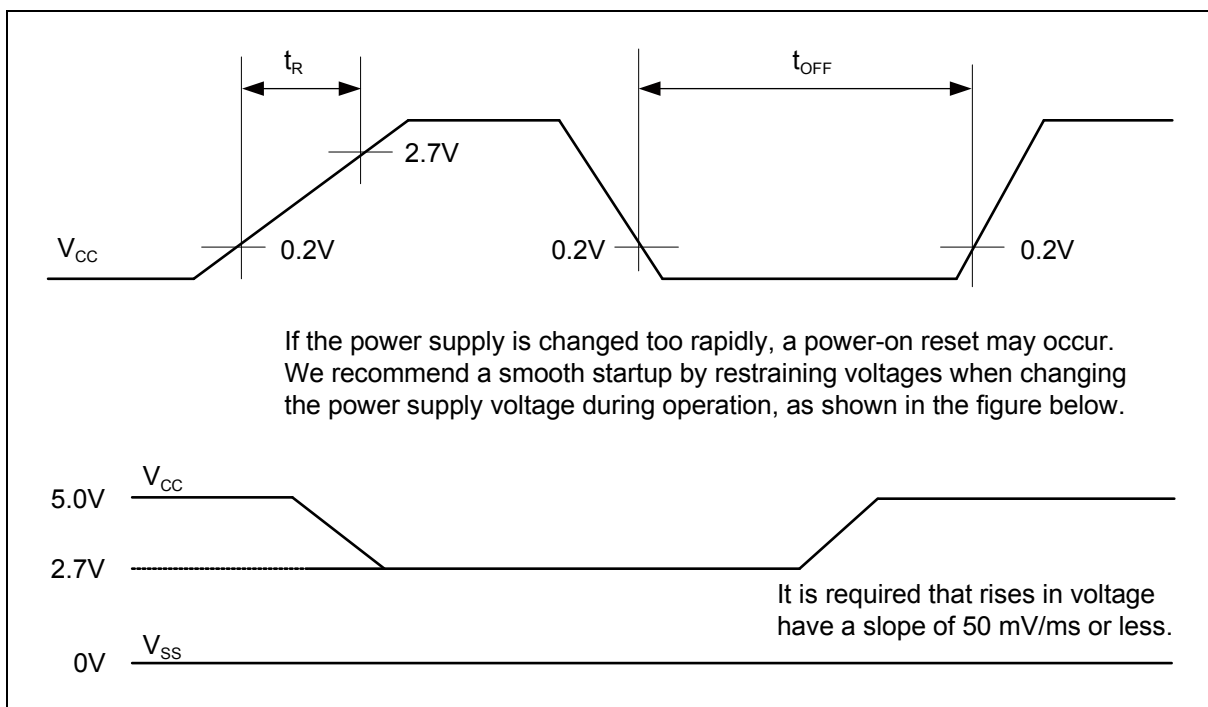 tR
tOFF
2.7V
VCC
0.2V
0.2V
0.2V
If the power supply is changed too rapidly, a power-on reset may occur.
We recommend a smooth startup by restraining voltages when changing
the power supply voltage during operation, as shown in the figure below.
VCC
5.0V
2.7V
It is required that rises in voltage
have a slope of 50 mV/ms or less.
VSS
0V